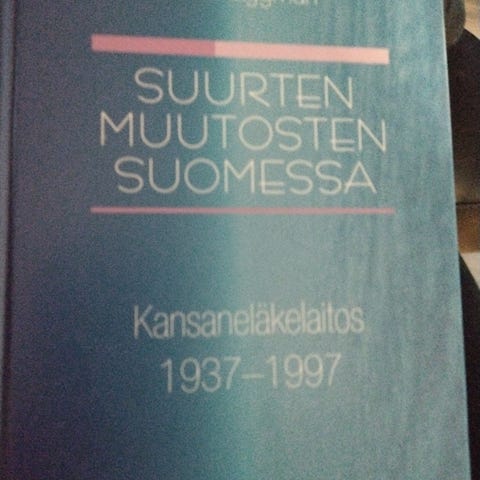 SUURTEN
MUUTOSTEN
SUOMESSA
Kansaneläkelaitos
1937–1997